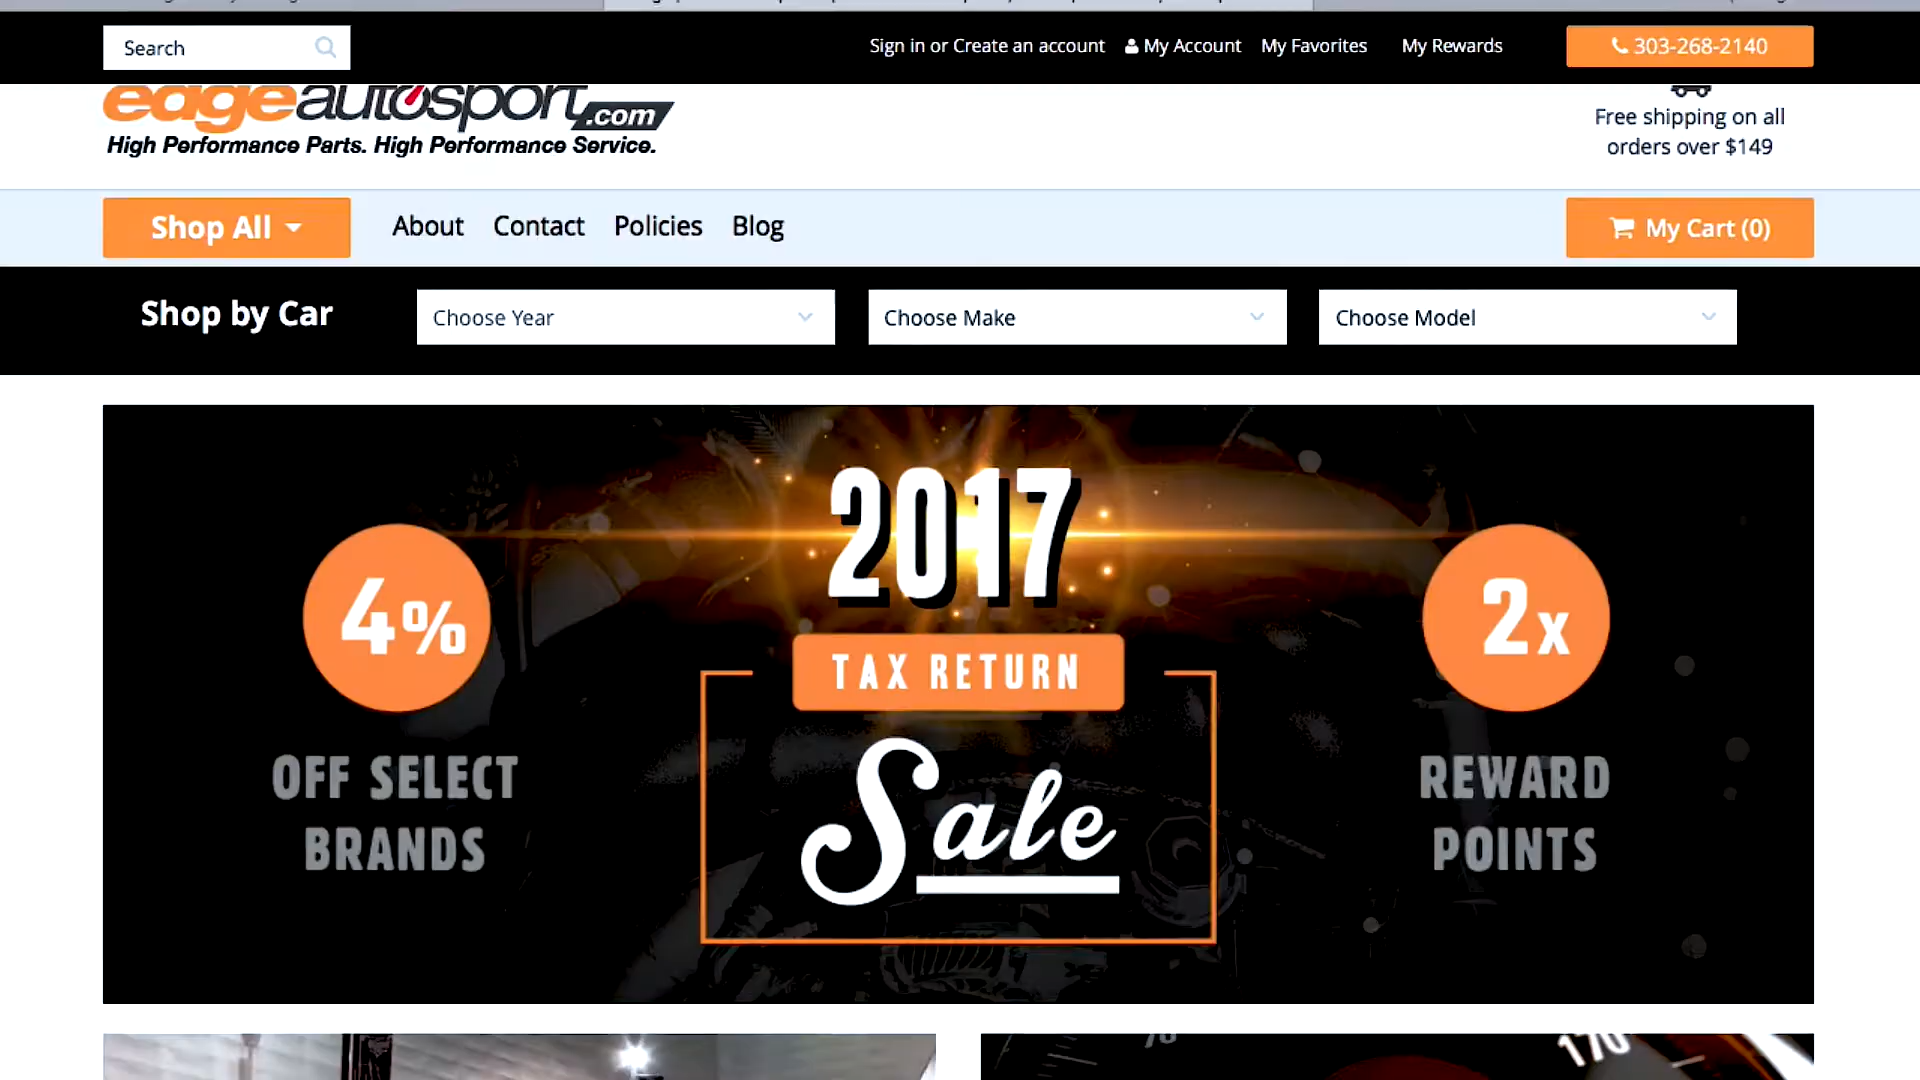 Search
Sign in or Create an account
My Account
My Favorites
My Rewards
303-268-2140
edgeautosport.com
High Performance Parts. High Performance Service.
Free shipping on all
orders over $149
Shop All
About
Contact
Policies
Blog
My Cart (0)
Shop by Car
Choose Year
Choose Make
Choose Model
4%
OFF SELECT
BRANDS
2017
TAX RETURN
Sale
2x
REWARD
POINTS
170